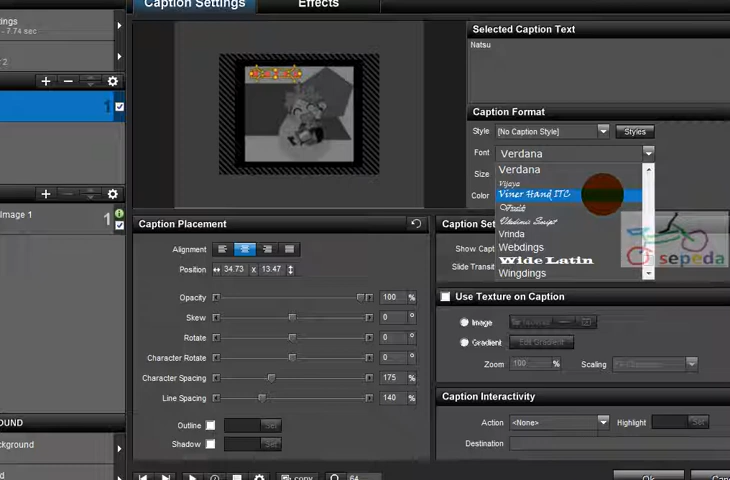 Caption Settings
Effects
ttings
- 7.74 sec
r 2
1
Image 1
1
OUND
ackground
nd
Selected Caption Text
Natsu
Caption Format
Style [No Caption Style] Styles
Font Verdana
Size
Color
Verdana
Vijaya
Viner Hand ITC
Vivaldi
Vladimir Script
Vrinda
Webdings
Wide Latin
Wingdings
sepeda
Caption Placement
Alignment
Position 34.73 x 13.47
Opacity 100 %
Skew 0 °
Rotate 0 °
Character Rotate 0 °
Character Spacing 175 %
Line Spacing 140 %
Outline Set
Shadow Set
Caption Set
Show Capt
Slide Transit
Use Texture on Caption
Image
Gradient Edit Gradient
Zoom 100 % Scaling
Caption Interactivity
Action <None> Highlight Set
Destination
copy 64
Ok Canc